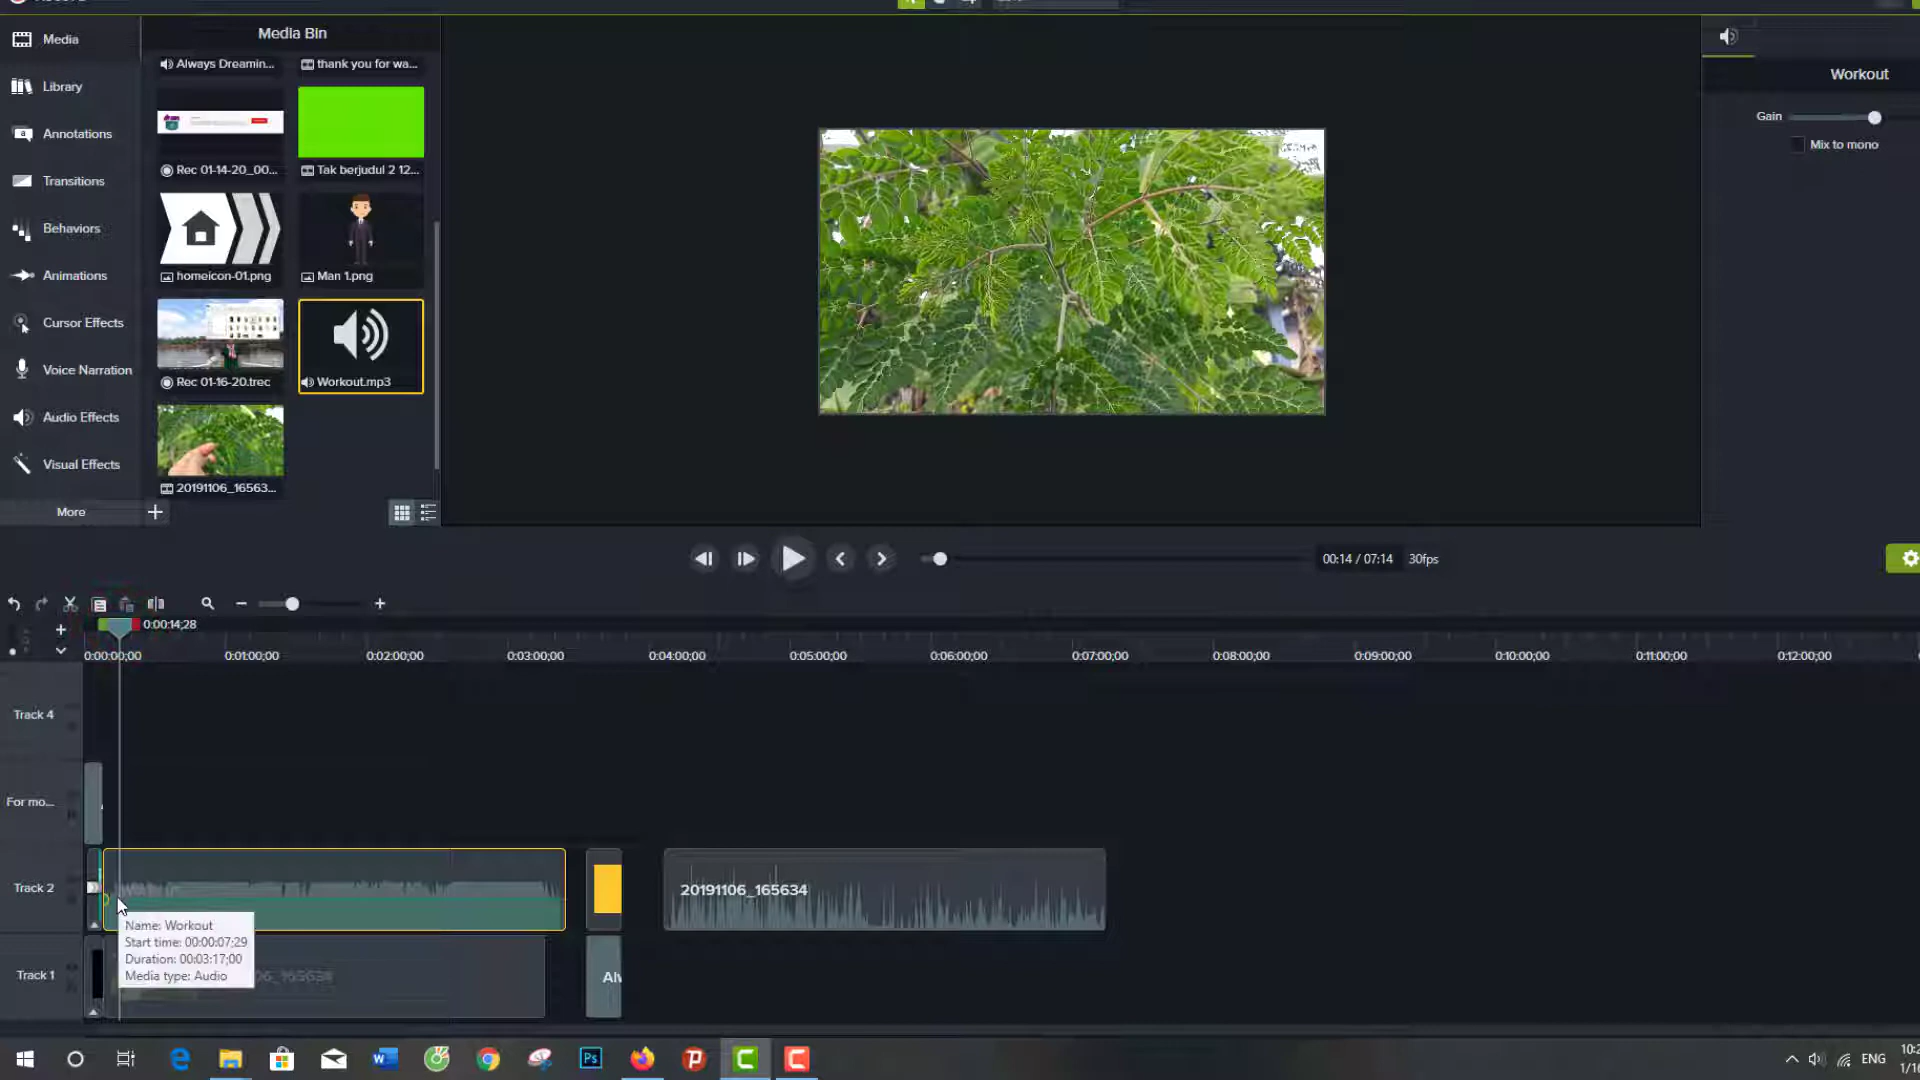 Media
Library
Annotations
Transitions
Behaviors
Animations
Cursor Effects
Voice Narration
Audio Effects
Visual Effects
More
Media Bin
Always Dreamin...
thank you for wa...
Rec 01-14-20_00...
Tak berjudul 2 12...
homeicon-01.png
Man 1.png
Rec 01-16-20.trec
Workout.mp3
20191106_16563...
Workout
Gain
Mix to mono
00:14 / 07:14
30fps
0:00:14;28
0:00:00;00
0:01:00;00
0:02:00;00
0:03:00;00
0:04:00;00
0:05:00;00
0:06:00;00
0:07:00;00
0:08:00;00
0:09:00;00
0:10:00;00
0:11:00;00
0:12:00;00
Track 4
For mo...
Track 2
20191106_165634
Name: Workout
Start time: 00:00:07;29
Duration: 00:03:17;00
Media type: Audio
Track 1
Alv
Ps
ENG
10:2
1/16